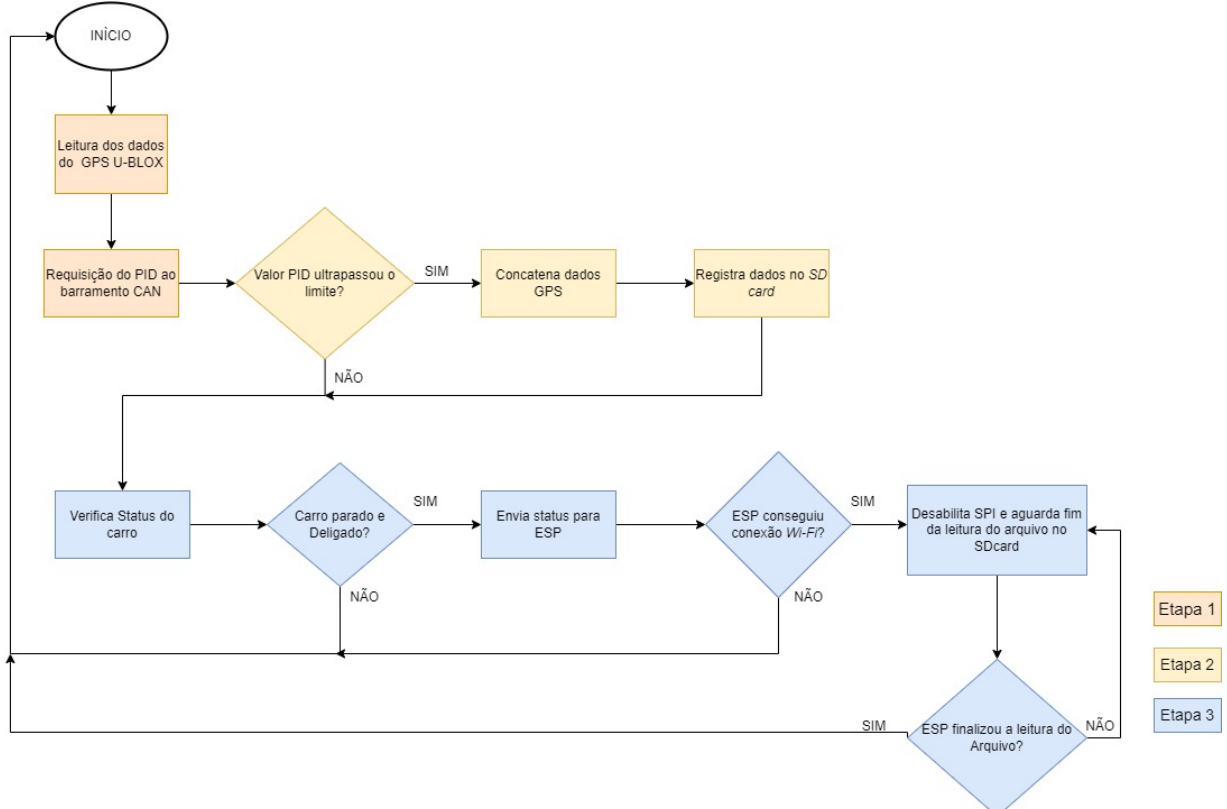 INÌCIO
Leitura dos dados
do GPS U-BLOX
Requisição do PID ao
barramento CAN
Valor PID ultrapassou o
limite?
SIM
Concatena dados
GPS
Registra dados no SD
card
NÃO
Verifica Status do
carro
Carro parado e
Deligado?
SIM
Envia status para
ESP
ESP conseguiu
conexão Wi-Fi?
SIM
Desabilita SPI e aguarda fim
da leitura do arquivo no
SDcard
NÃO
NÃO
Etapa 1
Etapa 2
Etapa 3
SIM
ESP finalizou a leitura do
Arquivo?
NÃO